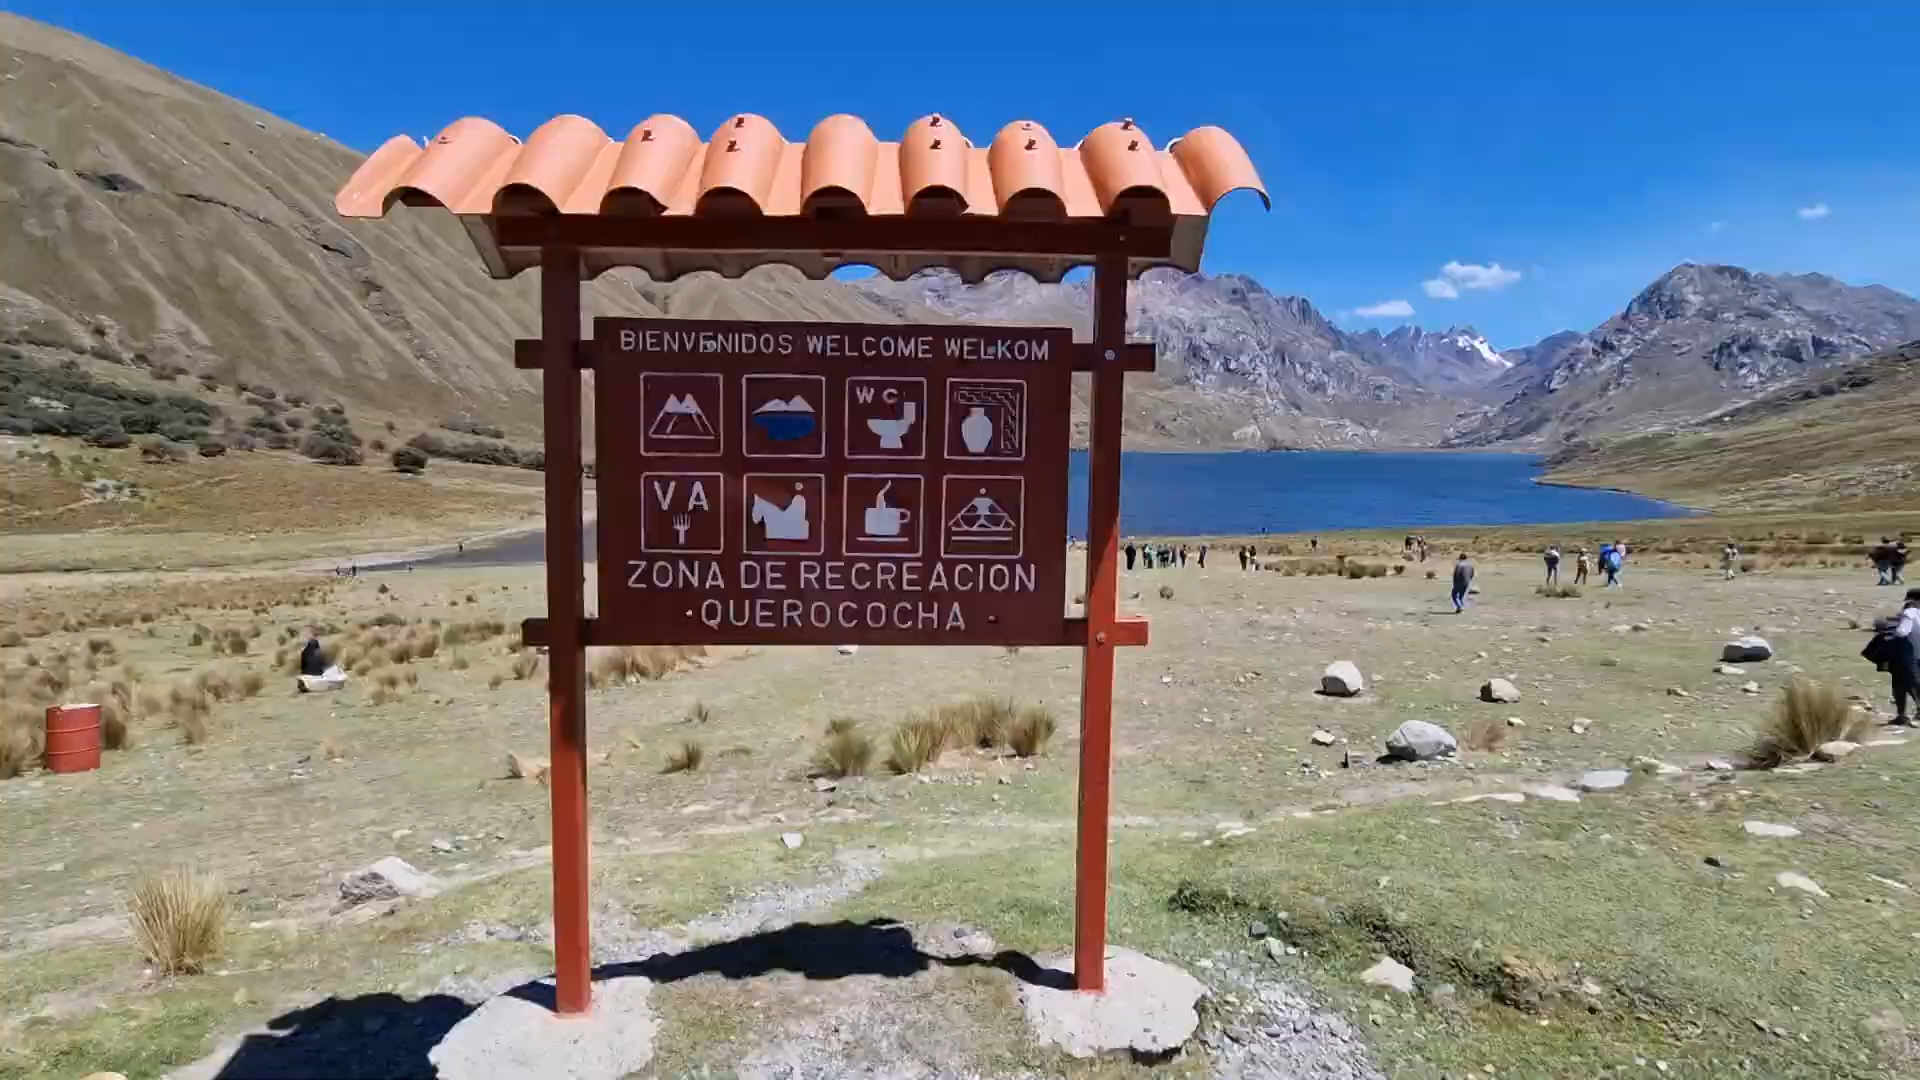 BIENVENIDOS WELCOME WELKOM
WC
VA
ZONA DE RECREACION
QUEROCOCHA